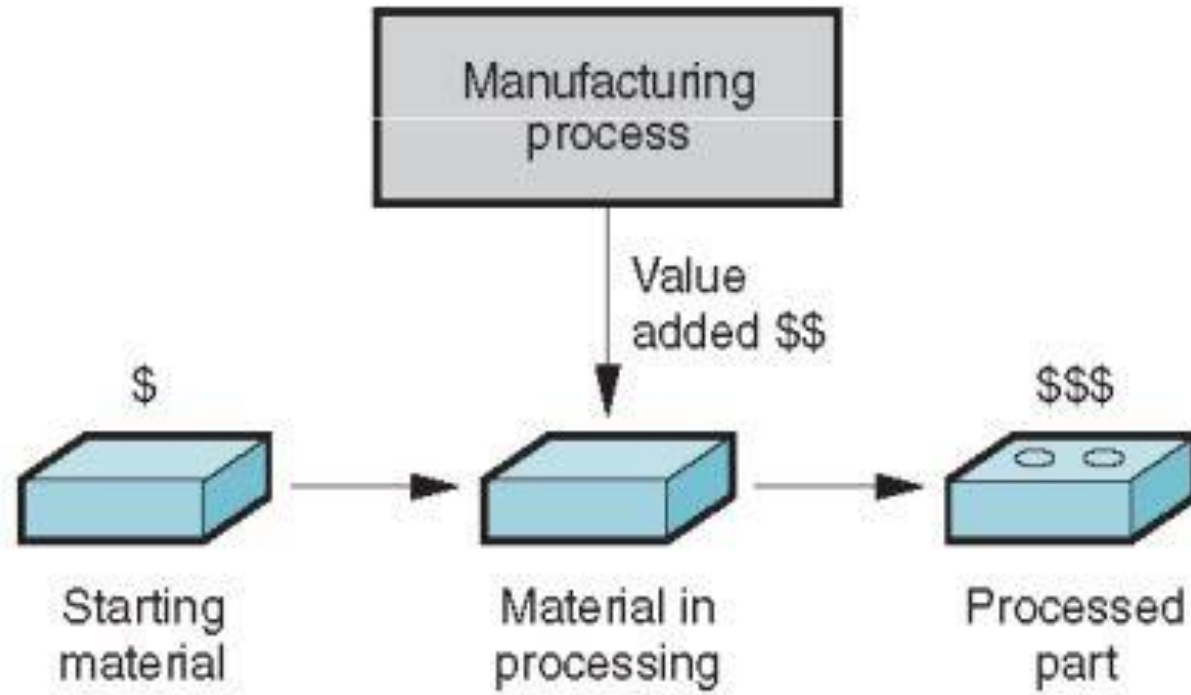 Manufacturing
process
Value
added $$
$
$$$
Starting
material
Material in
processing
Processed
part